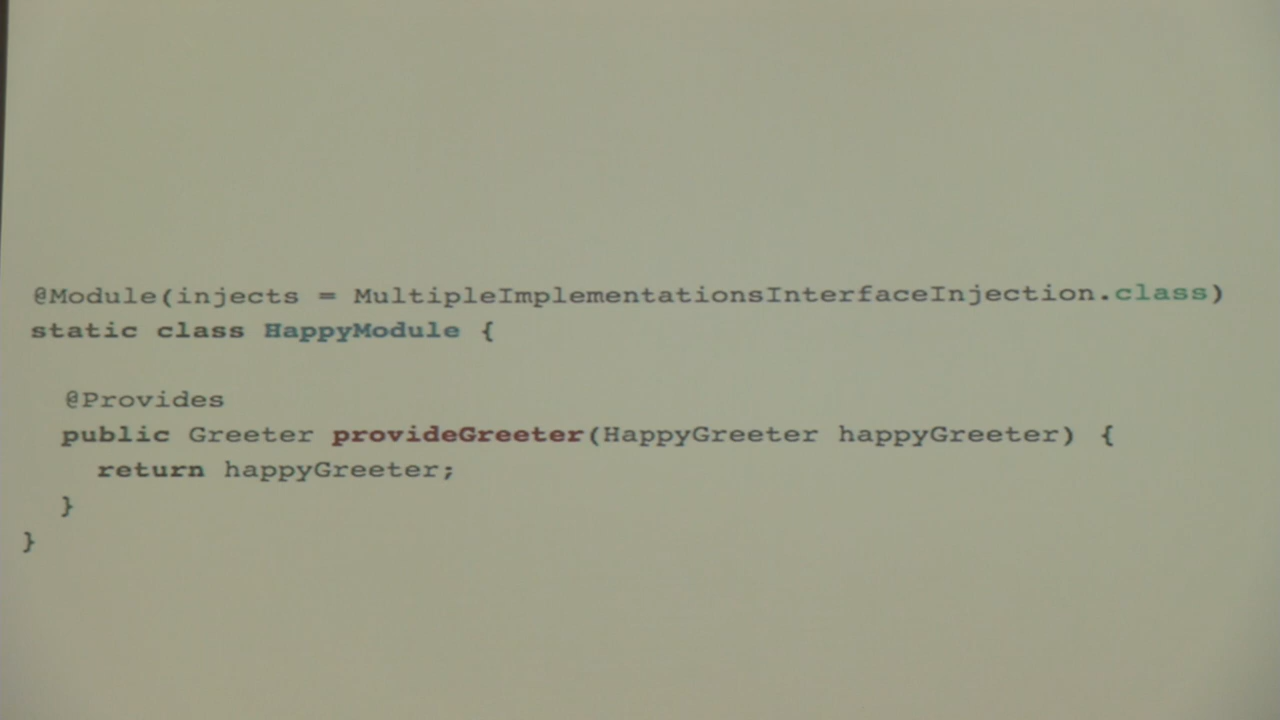 @Module(injects = MultipleImplementationsInterfaceInjection.class)
static class HappyModule {
@Provides
public Greeter provideGreeter(HappyGreeter happyGreeter) {
return happyGreeter;
}
}